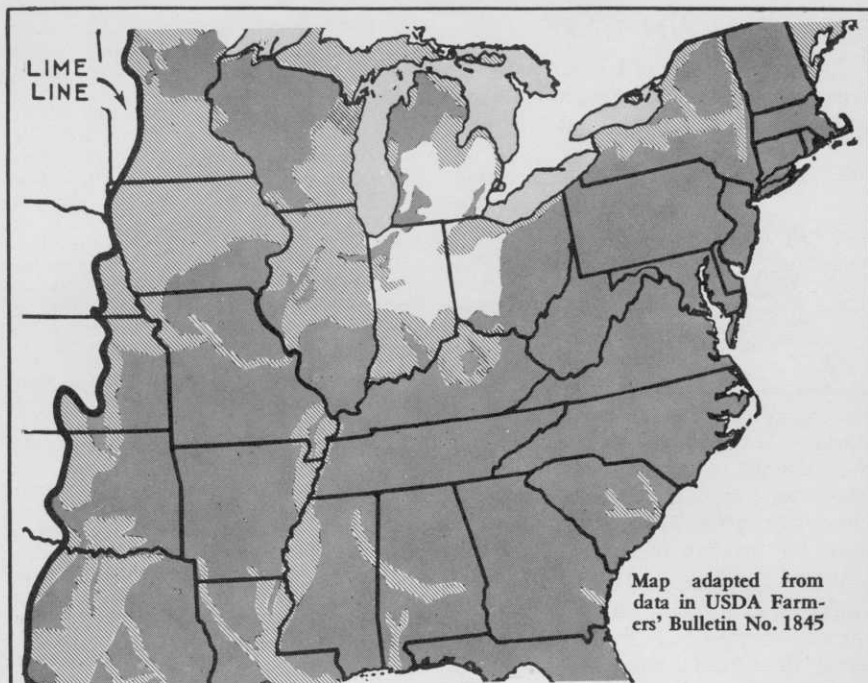 LIME
LINE
Map adapted from
data in USDA Farm-
ers' Bulletin No. 1845